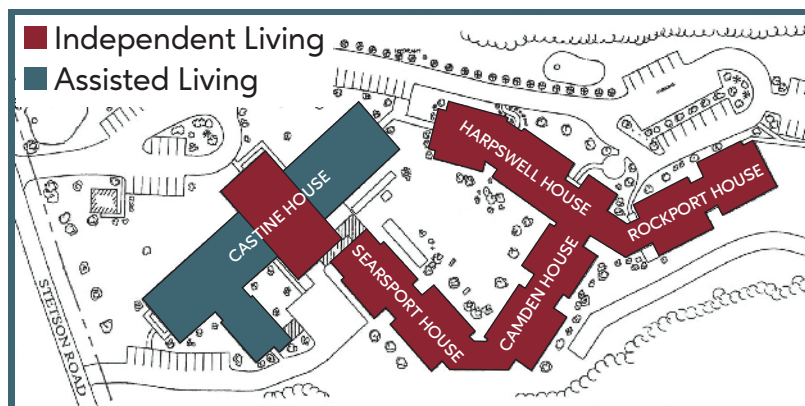 Independent Living
Assisted Living
HARPSWELL HOUSE
ROCKPORT HOUSE
CASTINE HOUSE
SEARSPORT HOUSE
CAMDEN HOUSE
STETSON ROAD